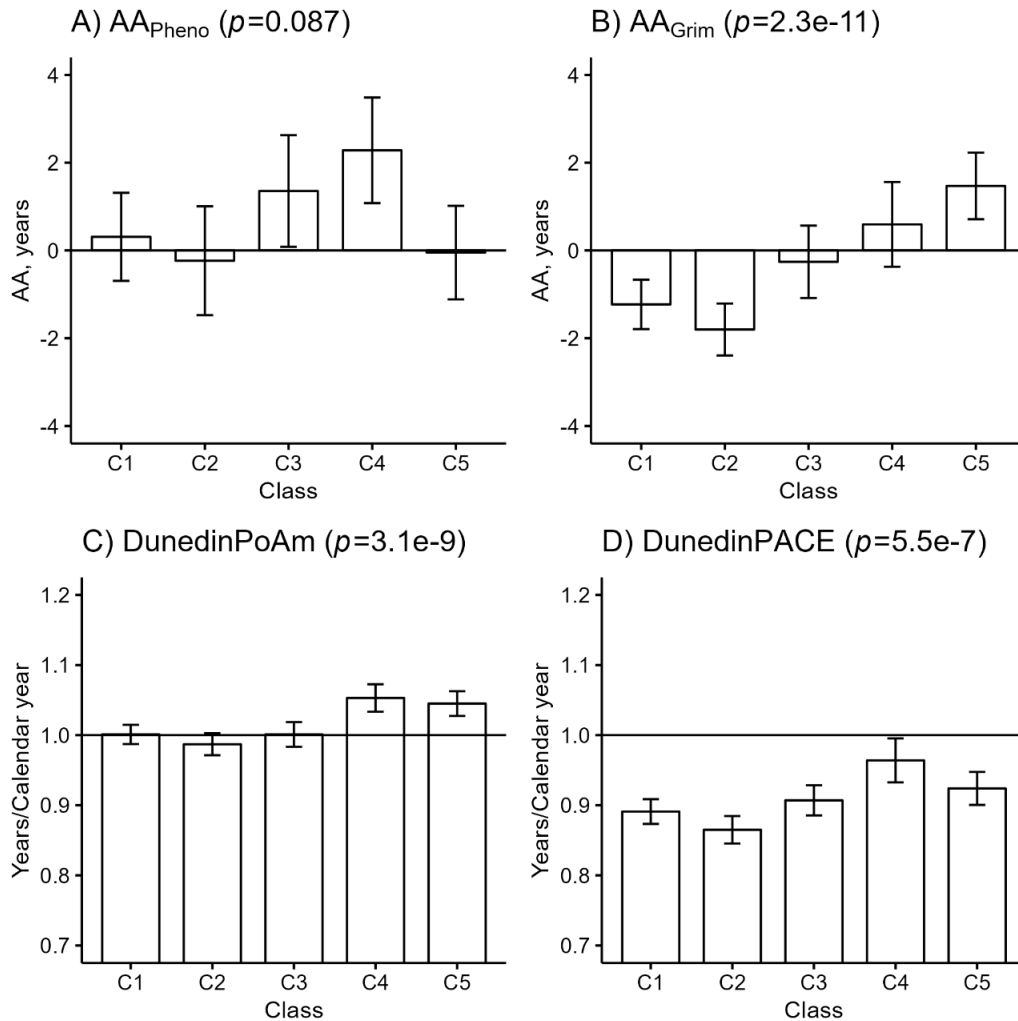 A) AAPheno (p=0.087)
4
2
0
-2
-4
AA, years
C1 C2 C3 C4 C5
Class
B) AAGrim (p=2.3e-11)
4
2
0
-2
-4
AA, years
C1 C2 C3 C4 C5
Class
C) DunedinPoAm (p=3.1e-9)
1.2
1.1
1.0
0.9
0.8
0.7
Years/Calendar year
C1 C2 C3 C4 C5
Class
D) DunedinPACE (p=5.5e-7)
1.2
1.1
1.0
0.9
0.8
0.7
Years/Calendar year
C1 C2 C3 C4 C5
Class